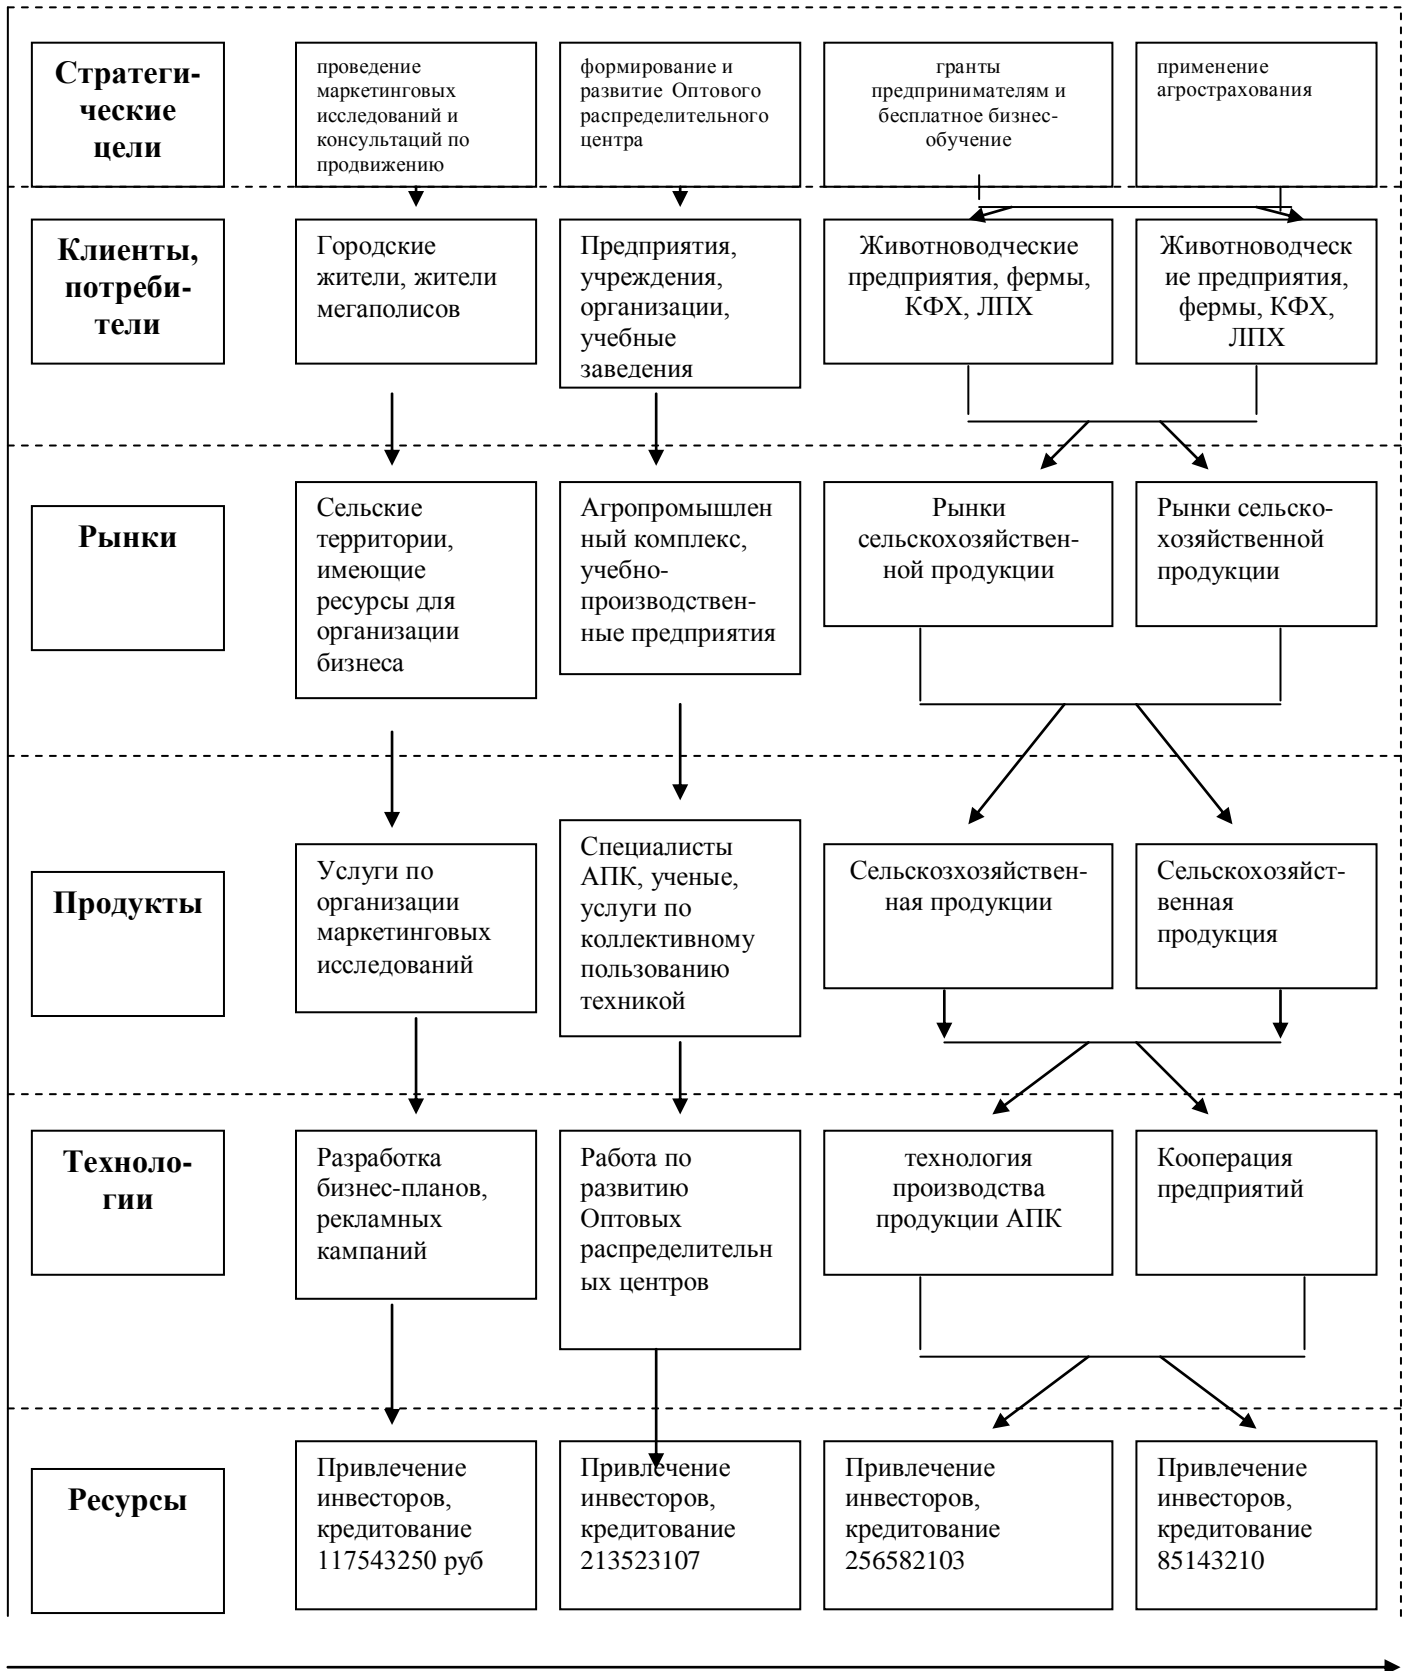 Стратеги-
ческие
цели
проведение
маркетинговых
исследований и
консультаций по
продвижению
формирование и
развитие Оптового
распределительного
центра
гранты
предпринимателям и
бесплатное бизнес-
обучение
применение
агрострахования
Клиенты,
потреби-
тели
Городские
жители, жители
мегаполисов
Предприятия,
учреждения,
организации,
учебные
заведения
Животноводческие
предприятия, фермы,
КФХ, ЛПХ
Животноводческ
ие предприятия,
фермы, КФХ,
ЛПХ
Рынки
Сельские
территории,
имеющие
ресурсы для
организации
бизнеса
Агропромышлен
ный комплекс,
учебно-
производствен-
ные предприятия
Рынки
сельскохозяйствен-
ной продукции
Рынки сельско-
хозяйственной
продукции
Продукты
Услуги по
организации
маркетинговых
исследований
Специалисты
АПК, ученые,
услуги по
коллективному
пользованию
техникой
Сельскозхозяйствен-
ная продукции
Сельскохозяйст-
венная
продукция
Техноло-
гии
Разработка
бизнес-планов,
рекламных
кампаний
Работа по
развитию
Оптовых
распределительн
ых центров
технология
производства
продукции АПК
Кооперация
предприятий
Ресурсы
Привлечение
инвесторов,
кредитование
117543250 руб
Привлечение
инвесторов,
кредитование
213523107
Привлечение
инвесторов,
кредитование
256582103
Привлечение
инвесторов,
кредитование
85143210